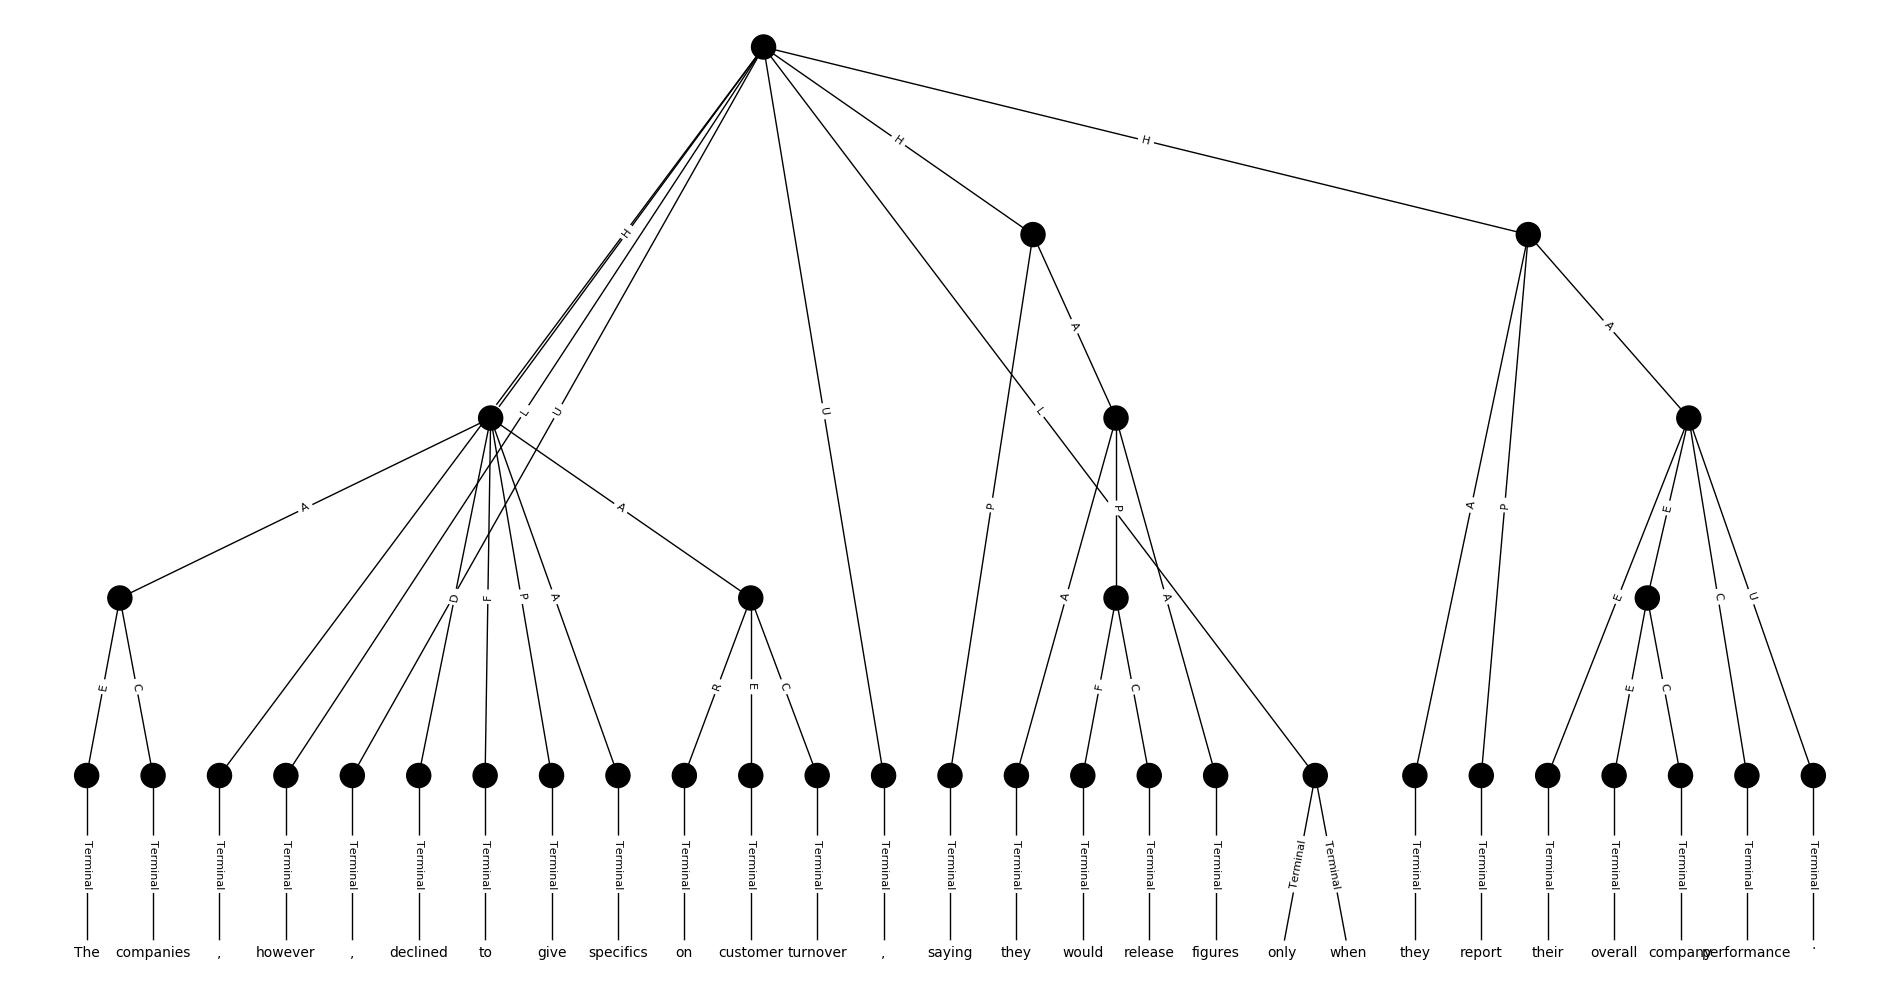 H
H
H
A
A
L
U
U
L
A
A
P
P
A
P
E
D
F
P
A
A
A
E
C
U
E
C
R
E
C
F
C
E
C
Terminal Terminal Terminal Terminal Terminal Terminal Terminal Terminal Terminal Terminal Terminal Terminal Terminal Terminal Terminal Terminal Terminal Terminal Terminal Terminal Terminal Terminal Terminal Terminal Terminal Terminal Terminal
The companies , however , declined to give specifics on customer turnover , saying they would release figures only when they report their overall company performance .